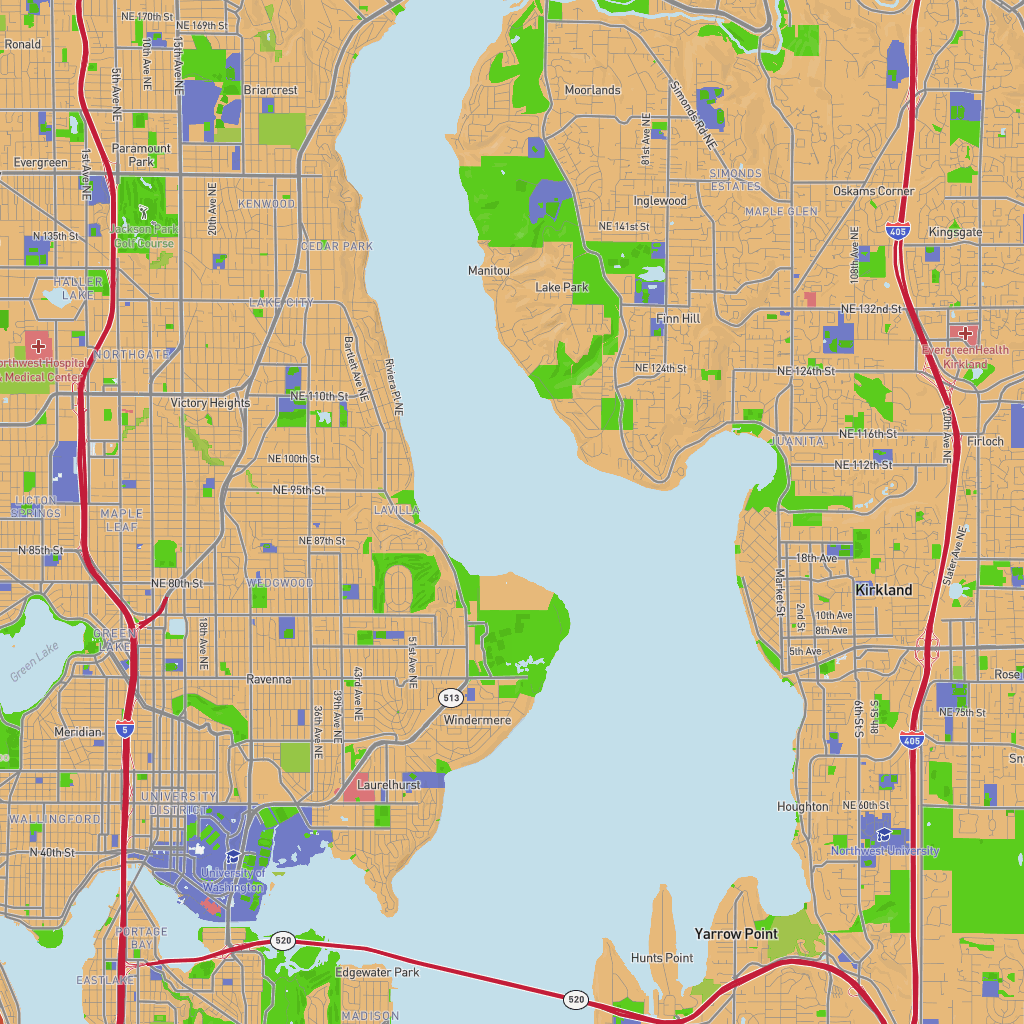 NE 170th St
NE 169th St
Ronald
10th Ave NE
15th Ave NE
5th Ave NE
Briarcrest
Moorlands
Simonds Rd NE
81st Ave NE
Evergreen
Paramount
Park
1st Ave NE
20th Ave NE
KENWOOD
SIMONDS
ESTATES
Oskams Corner
Inglewood
MAPLE GLEN
Jackson Park
Golf Course
N 135th St
CEDAR PARK
NE 141st St
405
Kingsgate
108th Ave NE
Manitou
HALLER
LAKE
Lake Park
LAKE CITY
NE 132nd St
Finn Hill
NORTHGATE
Northwest Hospital
& Medical Center
EvergreenHealth
Kirkland
Bartlett Ave NE
Riviera Pl NE
NE 124th St
NE 124th St
Victory Heights
NE 110th St
120th Ave NE
NE 116th St
JUANITA
Firloch
NE 100th St
NE 112th St
NE 95th St
LICTON
SPRINGS
MAPLE
LEAF
LAVILLA
N 85th St
NE 87th St
18th Ave
Slater Ave NE
NE 80th St
WEDGWOOD
Market St
Kirkland
2nd St
10th Ave
8th Ave
GREEN
LAKE
Green Lake
18th Ave NE
51st Ave NE
5th Ave
Ravenna
43rd Ave NE
39th Ave NE
36th Ave NE
513
Windermere
6th St S
8th St S
NE 75th St
Meridian
5
405
Laurelhurst
UNIVERSITY
DISTRICT
Houghton
NE 60th St
WALLINGFORD
N 40th St
Northwest University
University of
Washington
PORTAGE
BAY
520
Yarrow Point
Hunts Point
Edgewater Park
EASTLAKE
520
MADISON